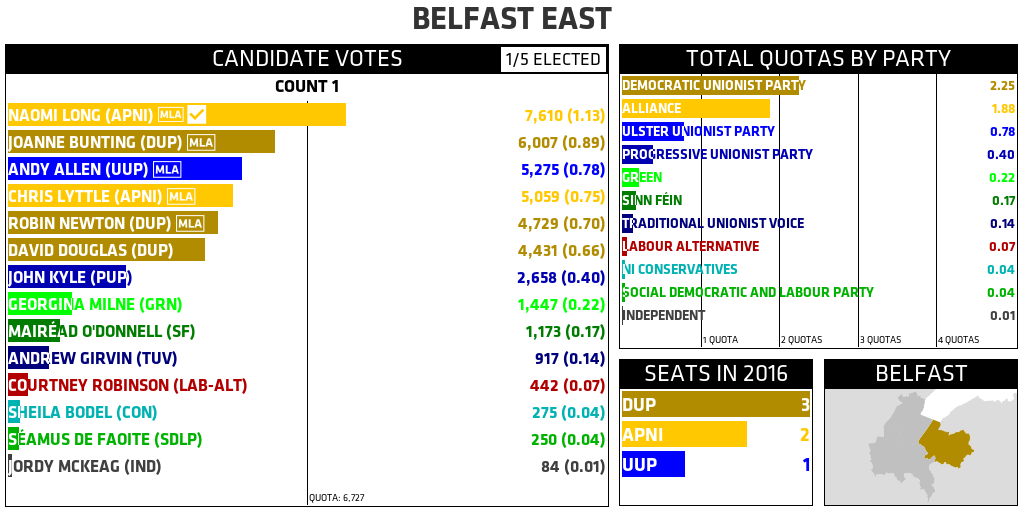 BELFAST EAST
CANDIDATE VOTES
1/5 ELECTED
COUNT 1
NAOMI LONG (APNI) MLA 7,610 (1.13)
JOANNE BUNTING (DUP) MLA 6,007 (0.89)
ANDY ALLEN (UUP) MLA 5,275 (0.78)
CHRIS LYTTLE (APNI) MLA 5,059 (0.75)
ROBIN NEWTON (DUP) MLA 4,729 (0.70)
DAVID DOUGLAS (DUP) 4,431 (0.66)
JOHN KYLE (PUP) 2,658 (0.40)
GEORGINA MILNE (GRN) 1,447 (0.22)
MAIRÉAD O'DONNELL (SF) 1,173 (0.17)
ANDREW GIRVIN (TUV) 917 (0.14)
COURTNEY ROBINSON (LAB-ALT) 442 (0.07)
SHEILA BODEL (CON) 275 (0.04)
SÉAMUS DE FAOITE (SDLP) 250 (0.04)
JORDY MCKEAG (IND) 84 (0.01)
QUOTA: 6,727
TOTAL QUOTAS BY PARTY
DEMOCRATIC UNIONIST PARTY 2.25
ALLIANCE 1.88
ULSTER UNIONIST PARTY 0.78
PROGRESSIVE UNIONIST PARTY 0.40
GREEN 0.22
SINN FÉIN 0.17
TRADITIONAL UNIONIST VOICE 0.14
LABOUR ALTERNATIVE 0.07
NI CONSERVATIVES 0.04
SOCIAL DEMOCRATIC AND LABOUR PARTY 0.04
INDEPENDENT 0.01
1 QUOTA 2 QUOTAS 3 QUOTAS 4 QUOTAS
SEATS IN 2016
DUP 3
APNI 2
UUP 1
BELFAST